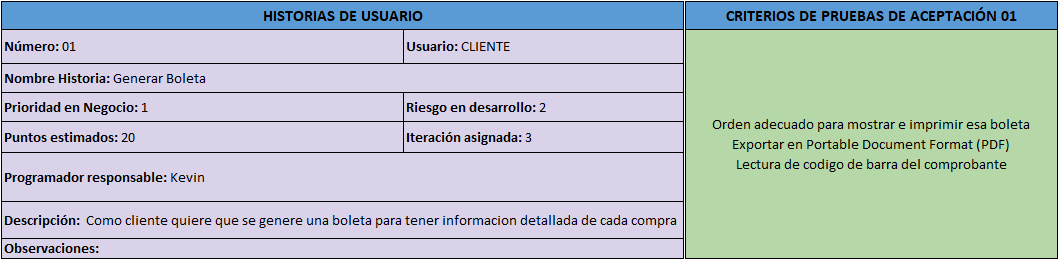 HISTORIAS DE USUARIO
Número: 01
Usuario: CLIENTE
Nombre Historia: Generar Boleta
Prioridad en Negocio: 1
Riesgo en desarrollo: 2
Puntos estimados: 20
Iteración asignada: 3
Programador responsable: Kevin
Descripción: Como cliente quiere que se genere una boleta para tener informacion detallada de cada compra
Observaciones:
CRITERIOS DE PRUEBAS DE ACEPTACIÓN 01
Orden adecuado para mostrar e imprimir esa boleta
Exportar en Portable Document Format (PDF)
Lectura de codigo de barra del comprobante